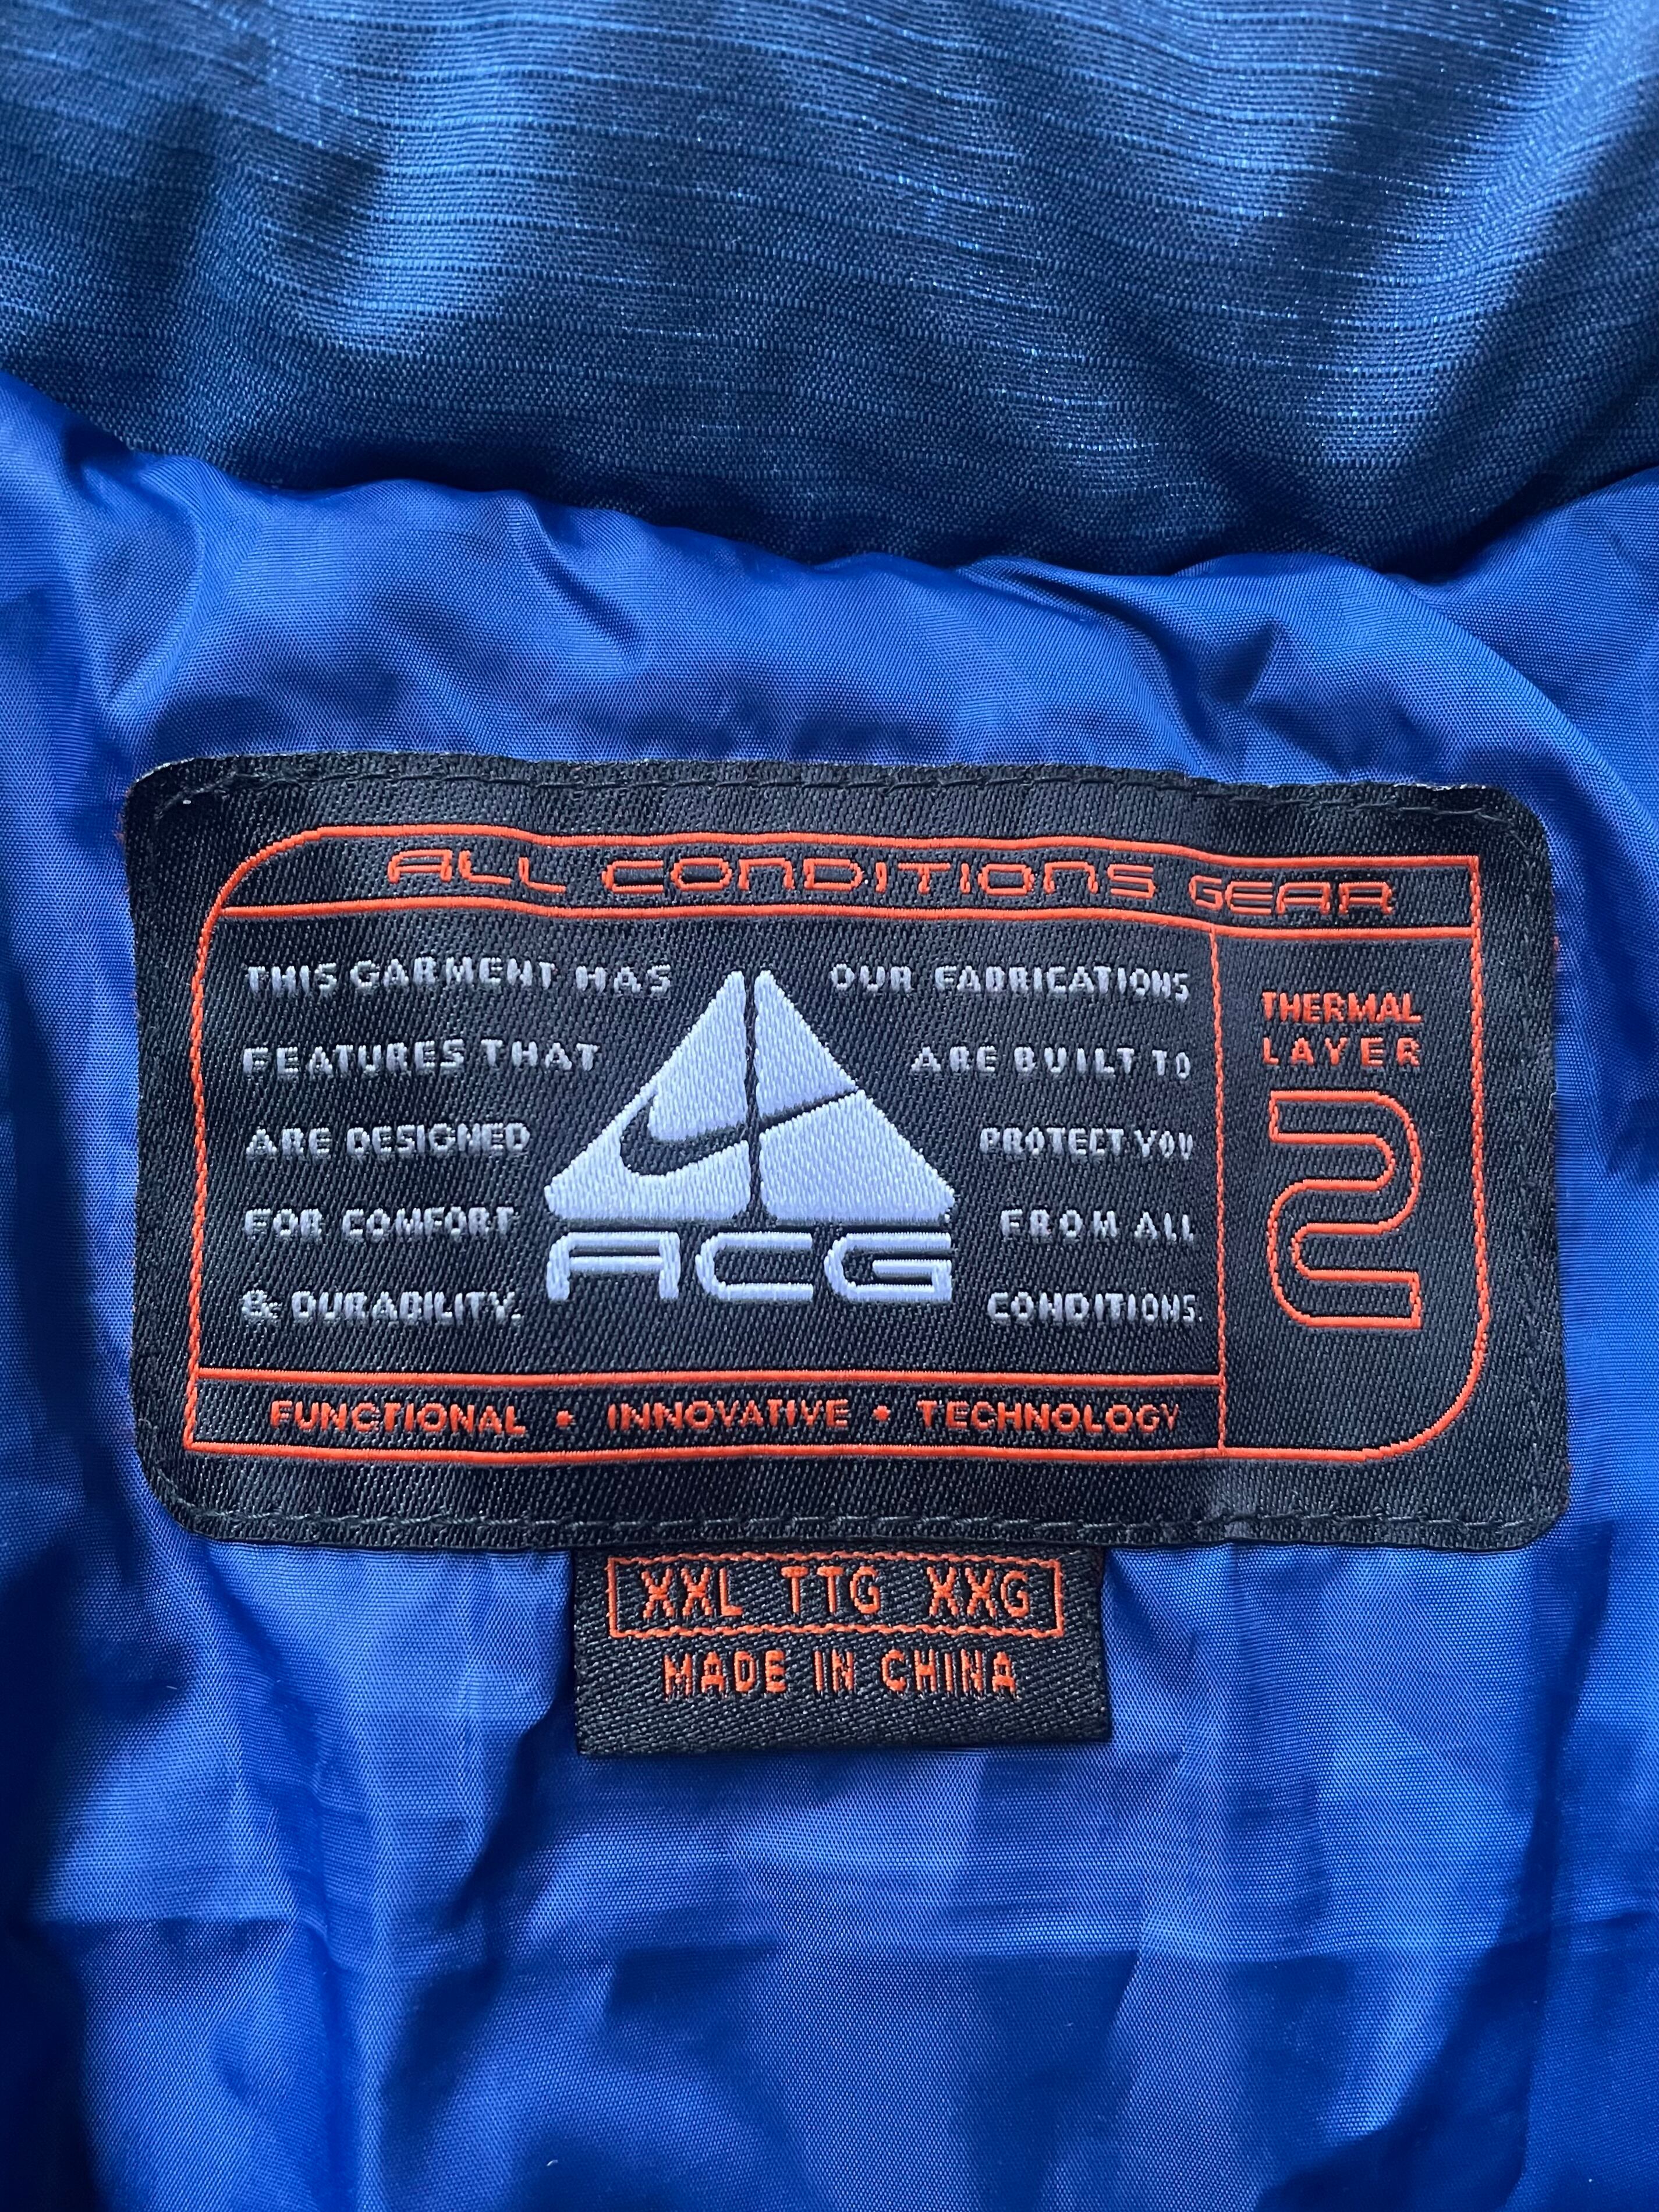 ALL CONDITIONS GEAR
THIS GARMENT HAS
FEATURES THAT
ARE DESIGNED
FOR COMFORT
& DURABILITY.
ACG
OUR FABRICATIONS
ARE BUILT TO
PROTECT YOU
FROM ALL
CONDITIONS.
THERMAL
LAYER
2
FUNCTIONAL • INNOVATIVE • TECHNOLOGY
XXL TTG XXG
MADE IN CHINA